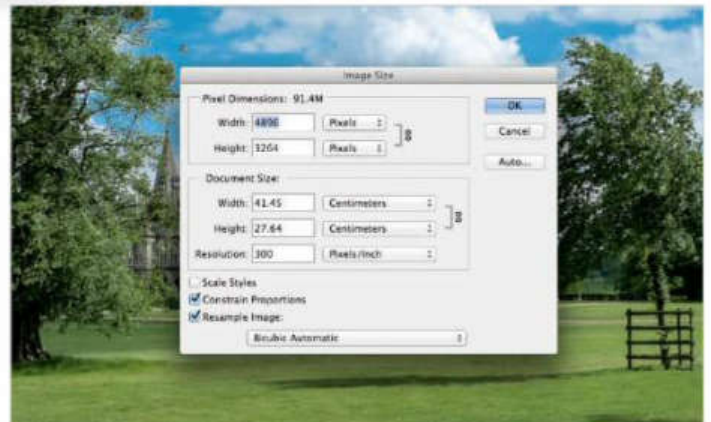 Image Size
Pixel Dimensions: 91.4M
OK
Width: 4896 Pixels
Cancel
Height: 3264 Pixels
Auto...
Document Size:
Width: 41.45 Centimeters
Height: 27.64 Centimeters
Resolution: 300 Pixels/Inch
Scale Styles
Constrain Proportions
Resample Image:
Bicubic Automatic